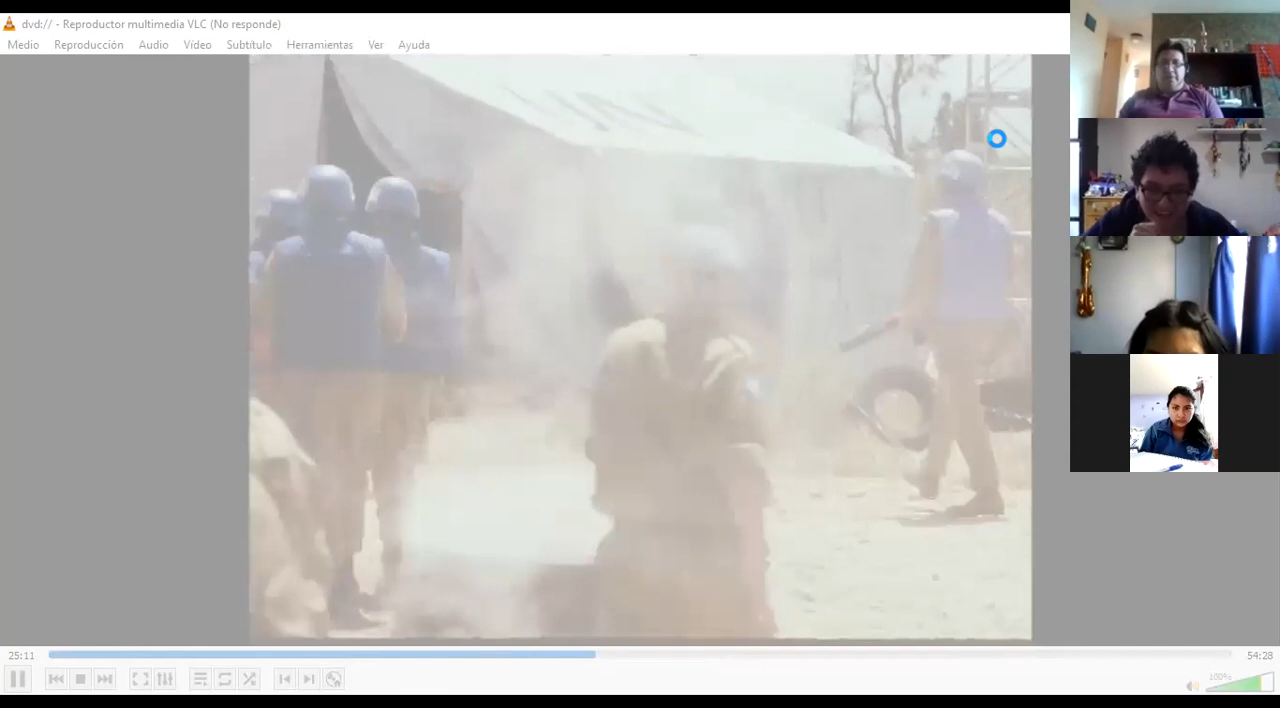 dvd:// - Reproductor multimedia VLC (No responde)
Medio Reproducción Audio Vídeo Subtítulo Herramientas Ver Ayuda
25:11
54:28
100%